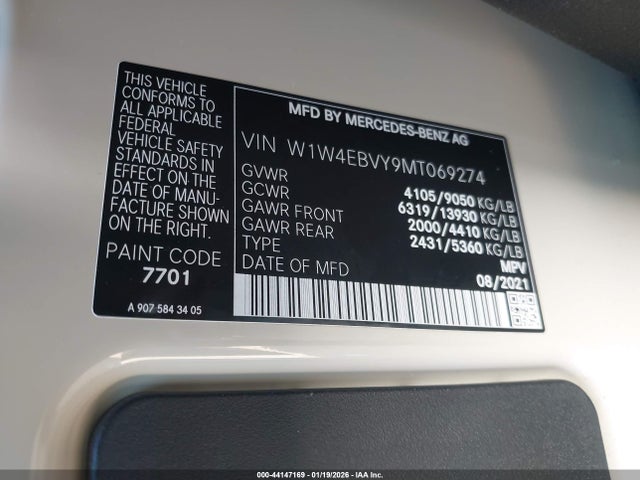 THIS VEHICLE
CONFORMS TO
ALL APPLICABLE
FEDERAL
VEHICLE SAFETY
STANDARDS IN
EFFECT ON THE
DATE OF MANU-
FACTURE SHOWN
PAINT CODE
7701
A 907 584 34 05
MFD BY MERCEDES-BENZ AG
VIN W1W4EBVY9MT069274
GVWR 4105/9050 KG/LB
GCWR 6319/13930 KG/LB
GAWR FRONT 2000/4410 KG/LB
GAWR REAR 2431/5360 KG/LB
TYPE MPV
DATE OF MFD 08/2021
000-44147169 - 01/19/2026 - IAA Inc.